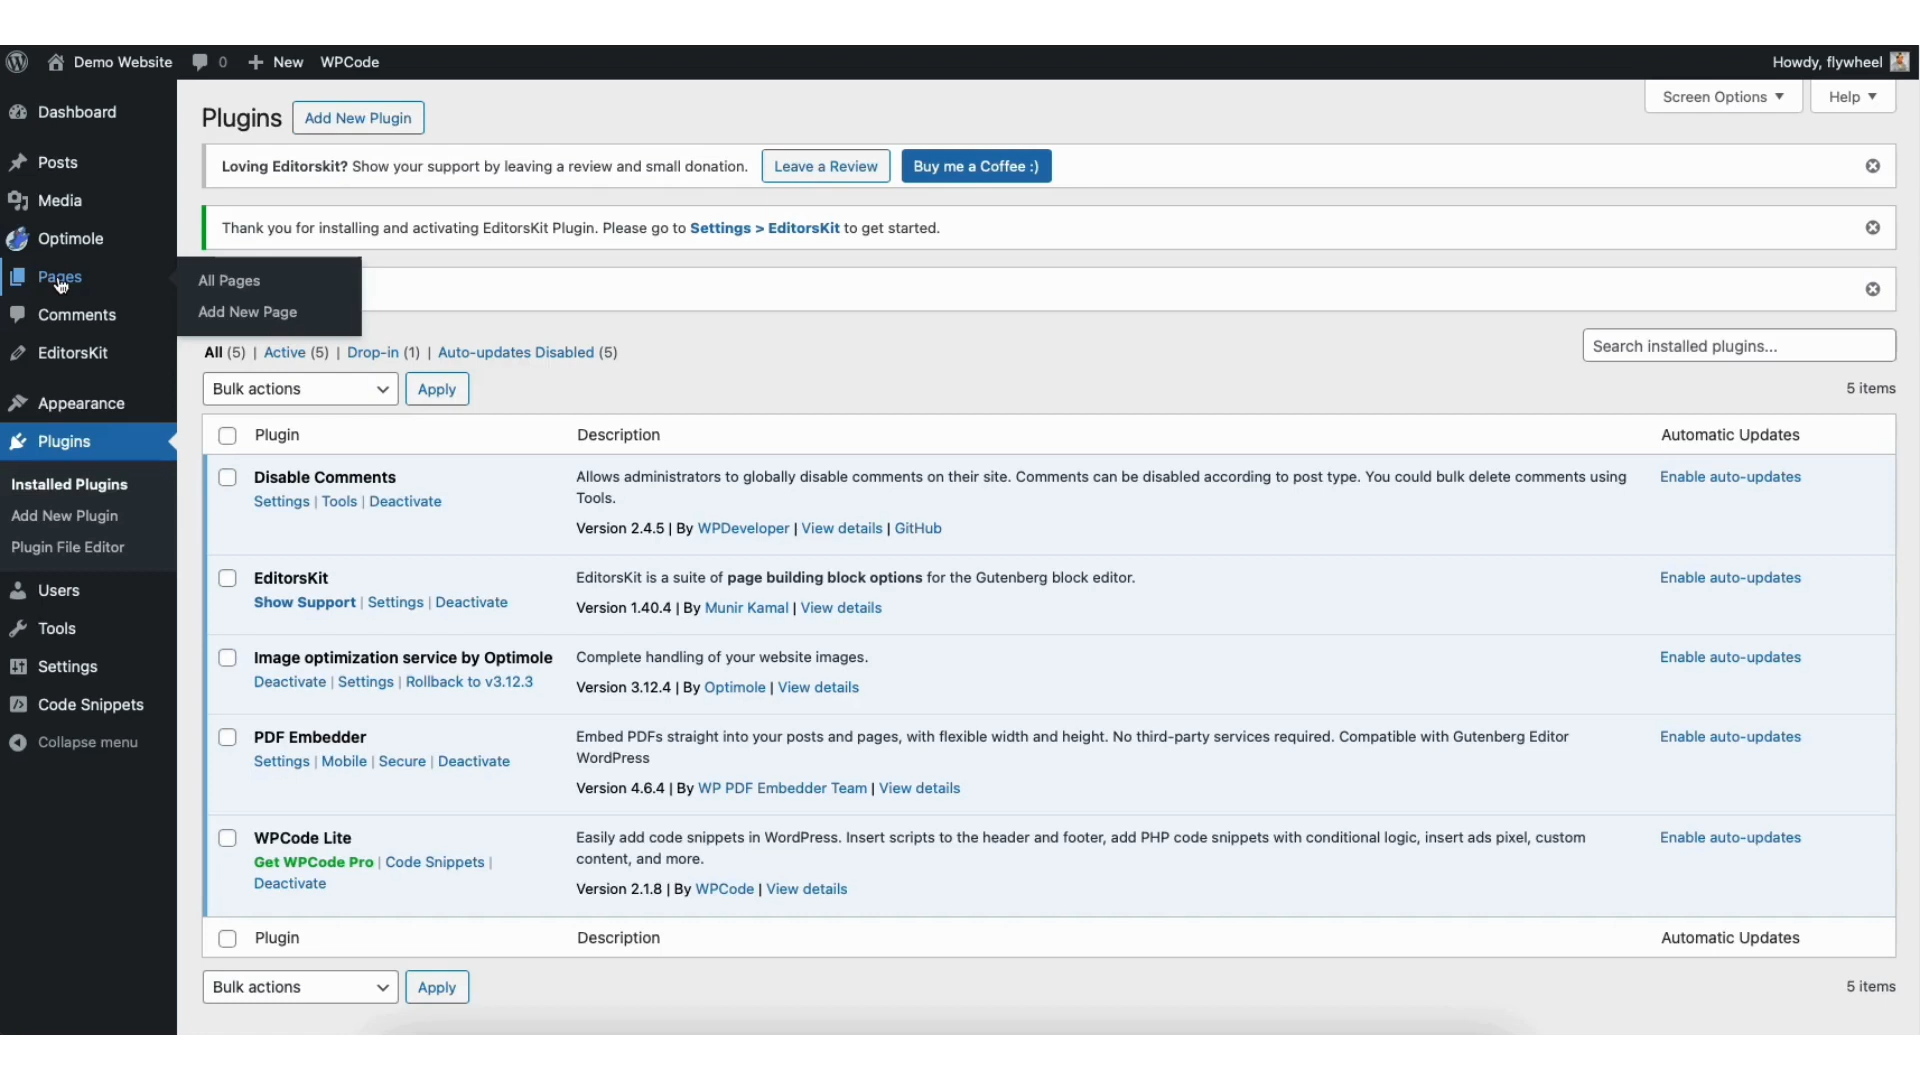 Demo Website 0 New WPCode
Howdy, flywheel
Dashboard
Posts
Media
Optimole
Pages
Comments
EditorsKit
Appearance
Plugins
Installed Plugins
Add New Plugin
Plugin File Editor
Users
Tools
Settings
Code Snippets
Collapse menu
All Pages
Add New Page
Screen Options
Help
Plugins Add New Plugin
Loving Editorskit? Show your support by leaving a review and small donation. Leave a Review Buy me a Coffee :)
Thank you for installing and activating EditorsKit Plugin. Please go to Settings > EditorsKit to get started.
All (5) | Active (5) | Drop-in (1) | Auto-updates Disabled (5)
Search installed plugins...
Bulk actions Apply
5 items
Plugin Description Automatic Updates
Disable Comments
Settings | Tools | Deactivate
Allows administrators to globally disable comments on their site. Comments can be disabled according to post type. You could bulk delete comments using
Tools.
Version 2.4.5 | By WPDeveloper | View details | GitHub
Enable auto-updates
EditorsKit
Show Support | Settings | Deactivate
EditorsKit is a suite of page building block options for the Gutenberg block editor.
Version 1.40.4 | By Munir Kamal | View details
Enable auto-updates
Image optimization service by Optimole
Deactivate | Settings | Rollback to v3.12.3
Complete handling of your website images.
Version 3.12.4 | By Optimole | View details
Enable auto-updates
PDF Embedder
Settings | Mobile | Secure | Deactivate
Embed PDFs straight into your posts and pages, with flexible width and height. No third-party services required. Compatible with Gutenberg Editor
WordPress
Version 4.6.4 | By WP PDF Embedder Team | View details
Enable auto-updates
WPCode Lite
Get WPCode Pro | Code Snippets |
Deactivate
Easily add code snippets in WordPress. Insert scripts to the header and footer, add PHP code snippets with conditional logic, insert ads pixel, custom
content, and more.
Version 2.1.8 | By WPCode | View details
Enable auto-updates
Plugin Description Automatic Updates
Bulk actions Apply
5 items